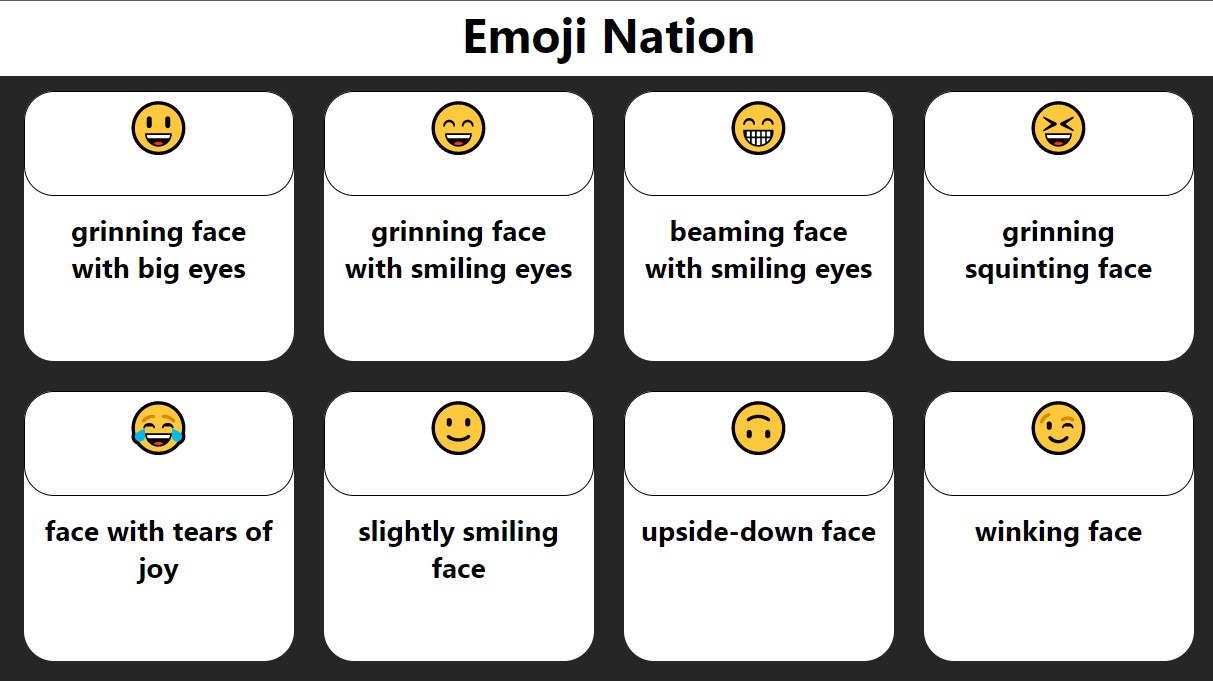 Emoji Nation
grinning face
with big eyes
grinning face
with smiling eyes
beaming face
with smiling eyes
grinning
squinting face
face with tears of
joy
slightly smiling
face
upside-down face
winking face